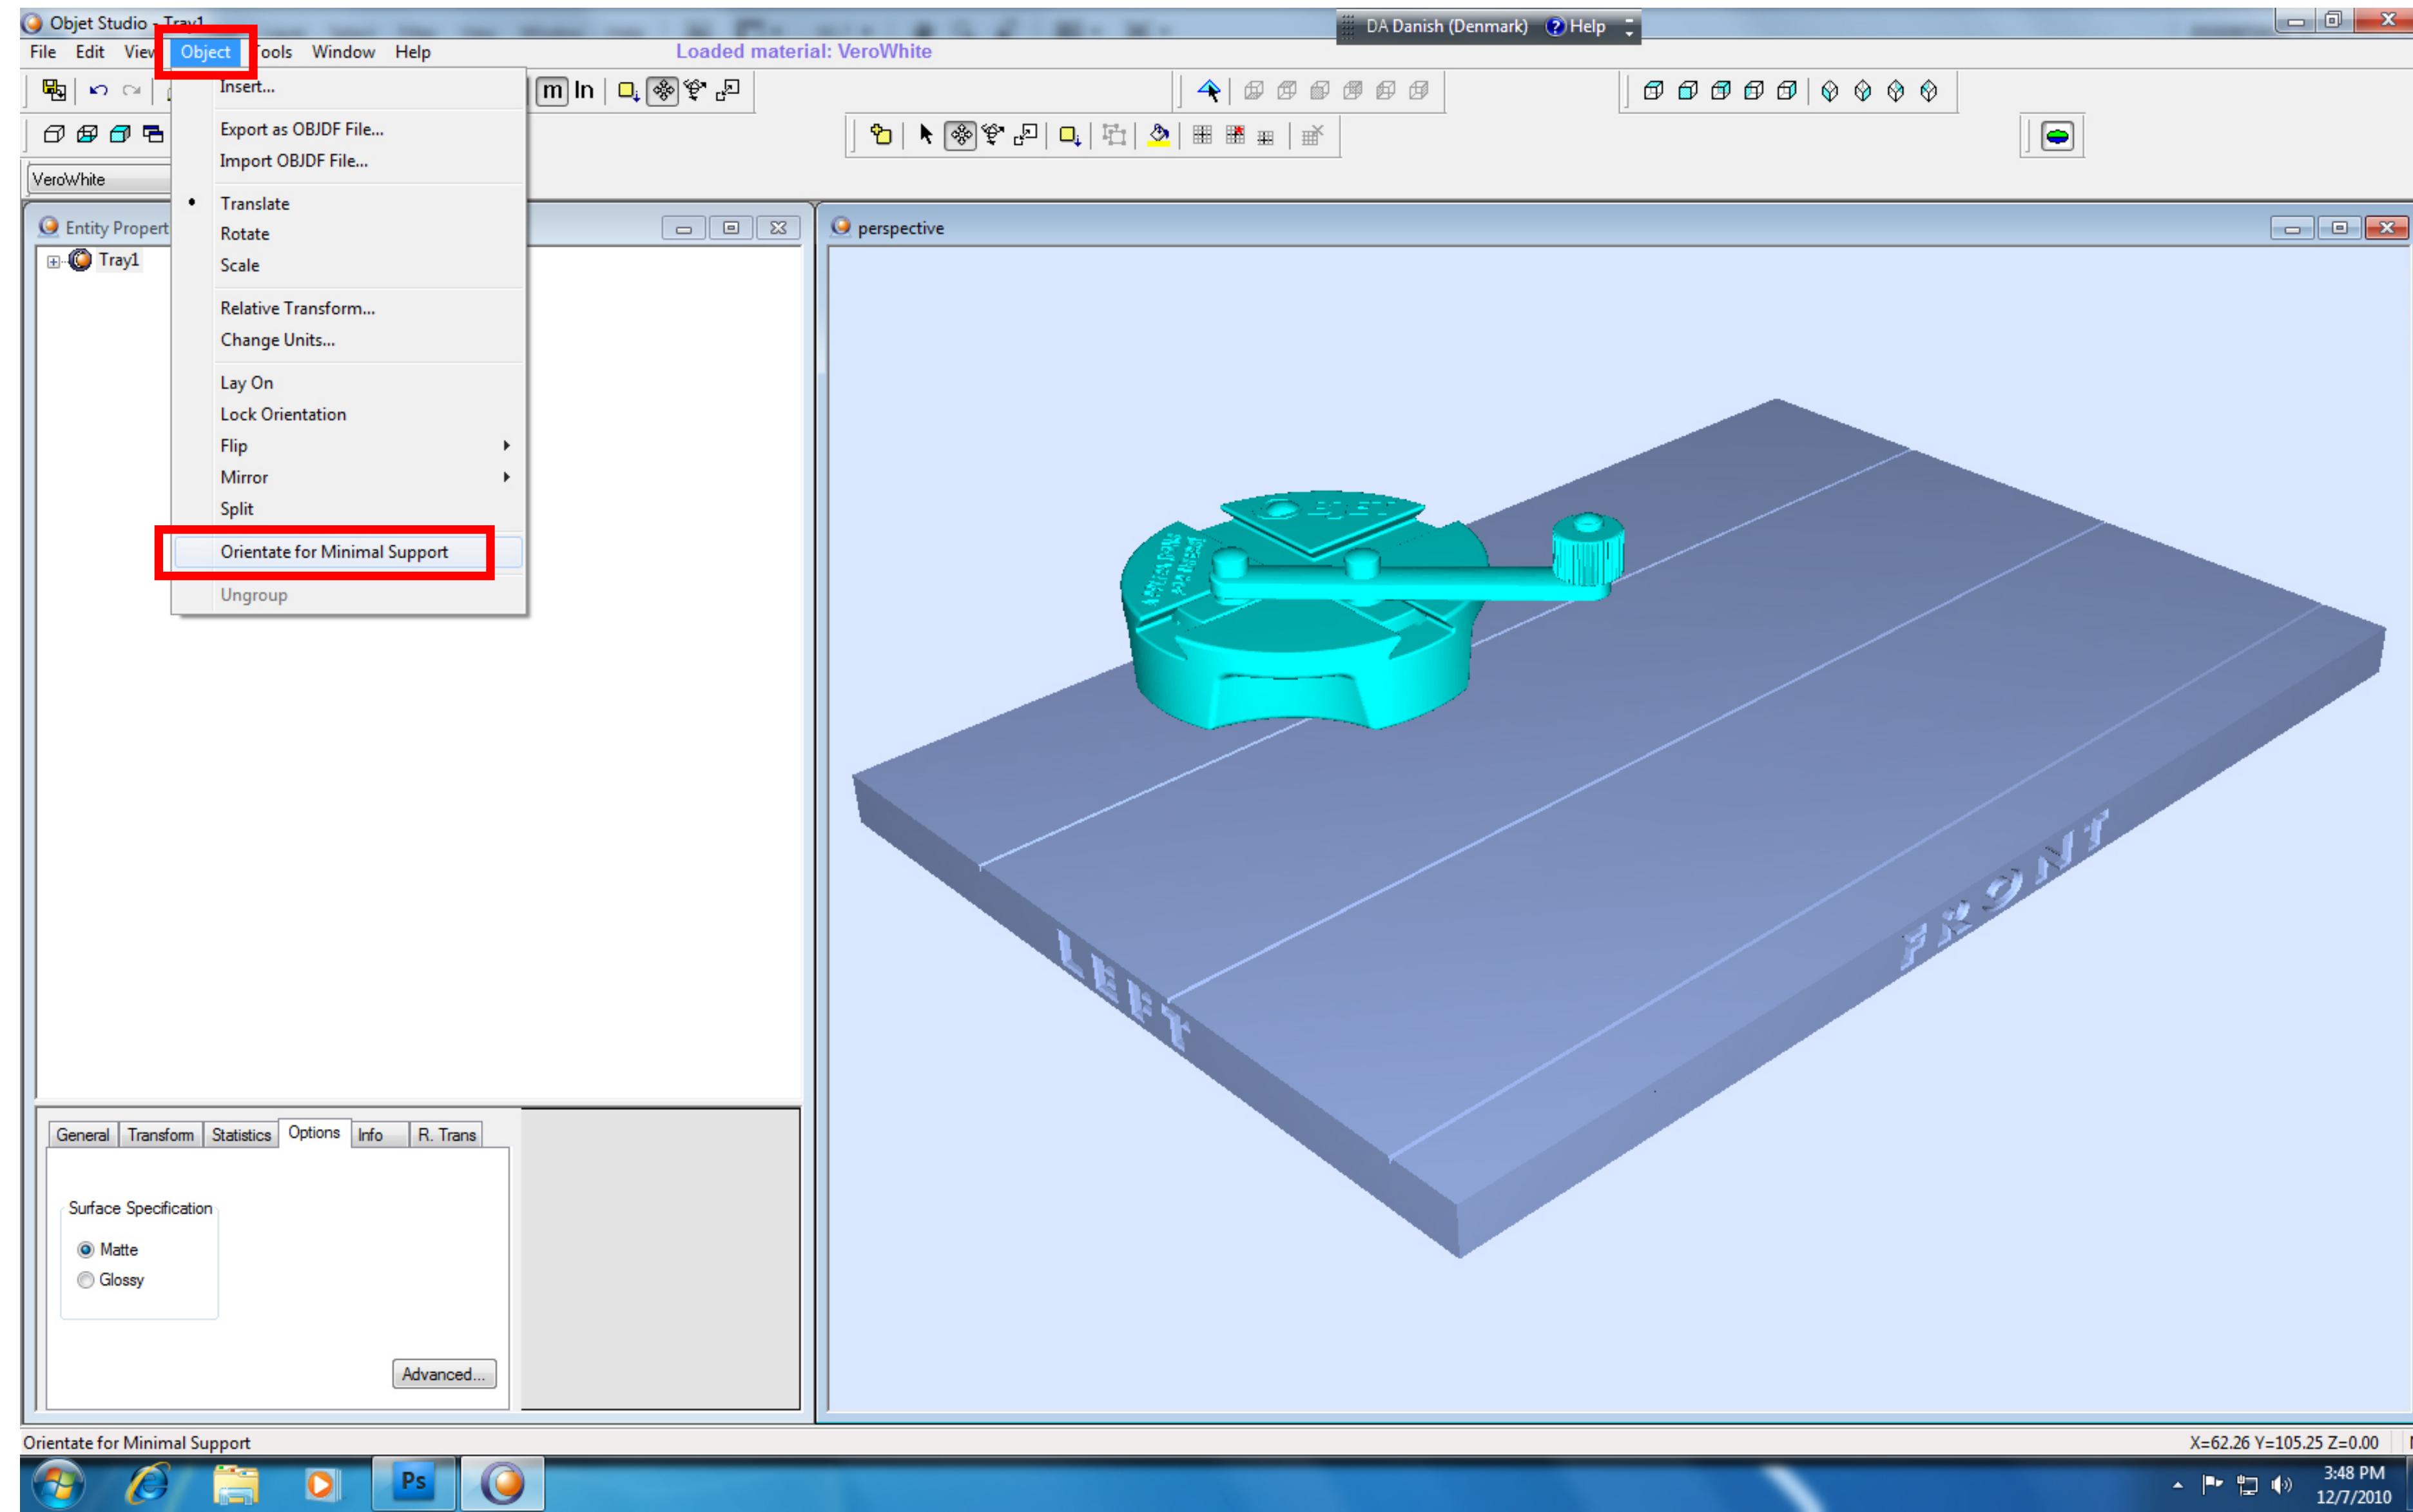 Objet Studio - Tray1
DA Danish (Denmark) Help
File Edit View Object Tools Window Help
Loaded material: VeroWhite
m In
VeroWhite
Insert...
Export as OBJDF File...
Import OBJDF File...
Translate
Rotate
Scale
Relative Transform...
Change Units...
Lay On
Lock Orientation
Flip
Mirror
Split
Orientate for Minimal Support
Ungroup
Entity Propert
Tray1
perspective
LEFT
FRONT
General Transform Statistics Options Info R. Trans
Surface Specification
Matte
Glossy
Advanced...
Orientate for Minimal Support
X=62.26 Y=105.25 Z=0.00
Ps
3:48 PM
12/7/2010